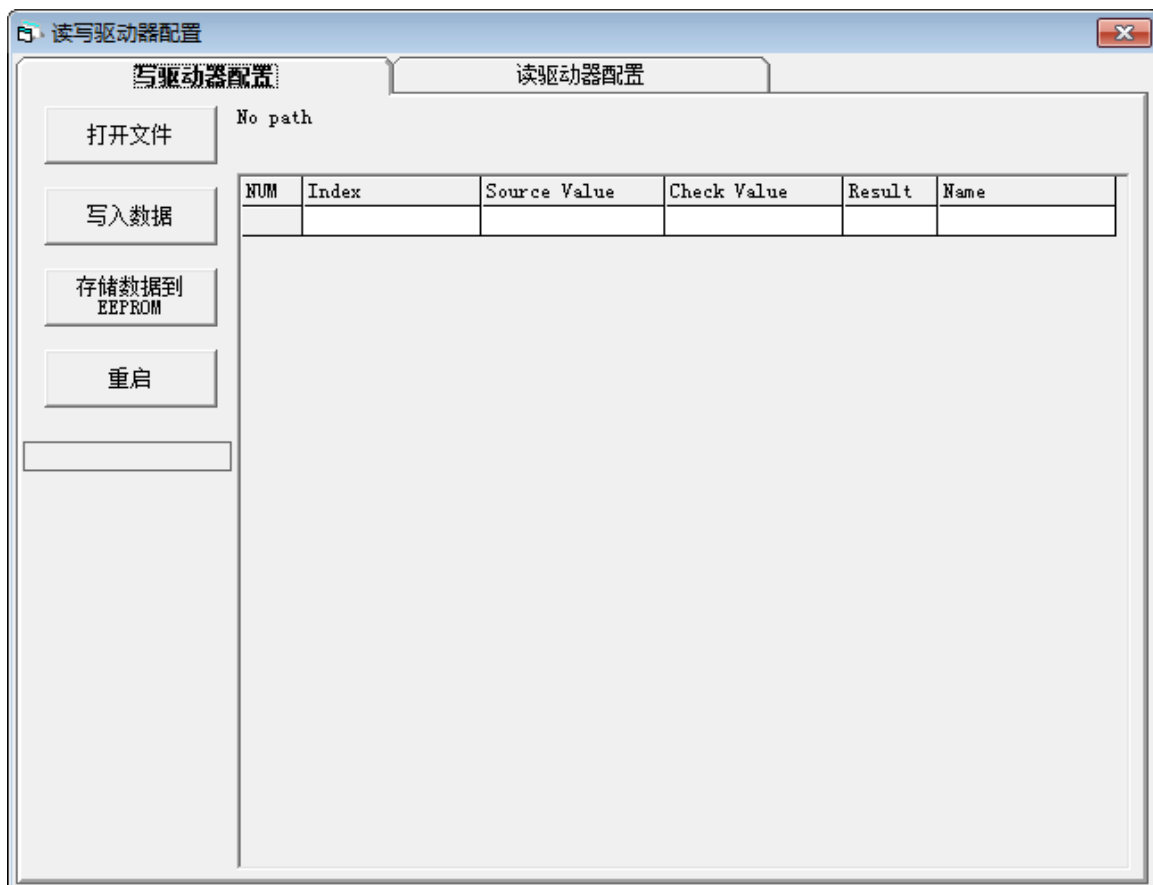 读写驱动器配置
写驱动器配置
读驱动器配置
打开文件
No path
写入数据
存储数据到
EEPROM
重启
NUM Index Source Value Check Value Result Name